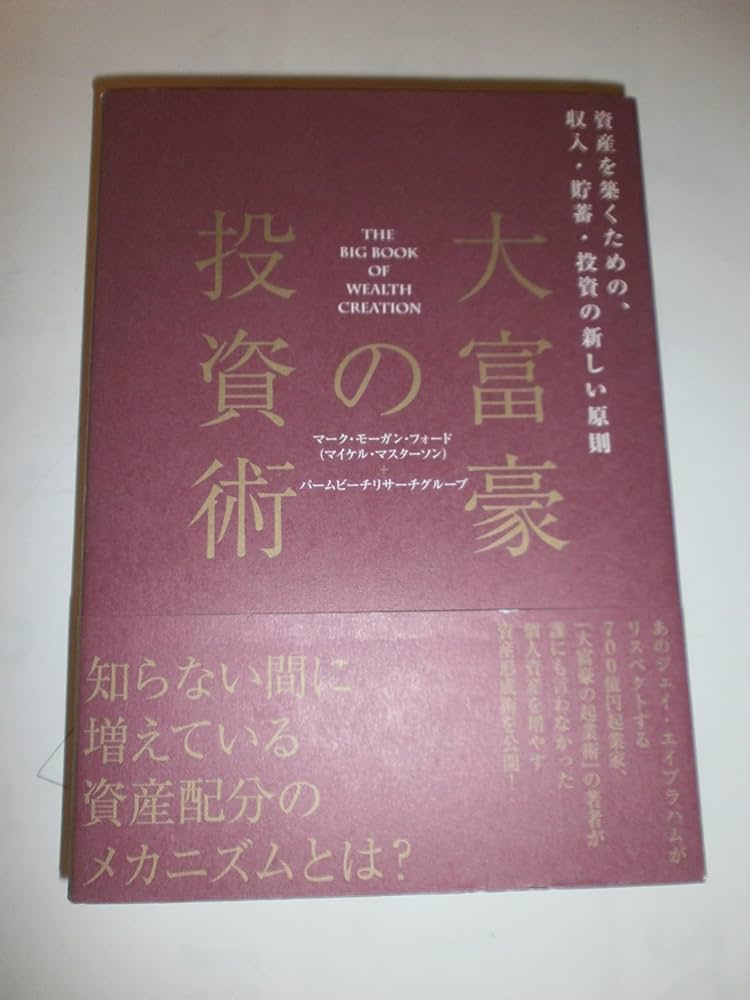 資産を築くための、
収入・貯蓄・投資の新しい原則
大富豪
の
投資術
THE
BIG BOOK
OF
WEALTH
CREATION
マーク・モーガン・フォード
(マイケル・マスターソン)
+
パームビーチリサーチグループ
あのジェイ・エイブラハムが
リスペクトする
700億円起業家、
「大富豪の起業術」の著者が
誰にも言わなかった
個人資産を増やす
資産形成術を公開!
知らない間に
増えている
資産配分の
メカニズムとは?